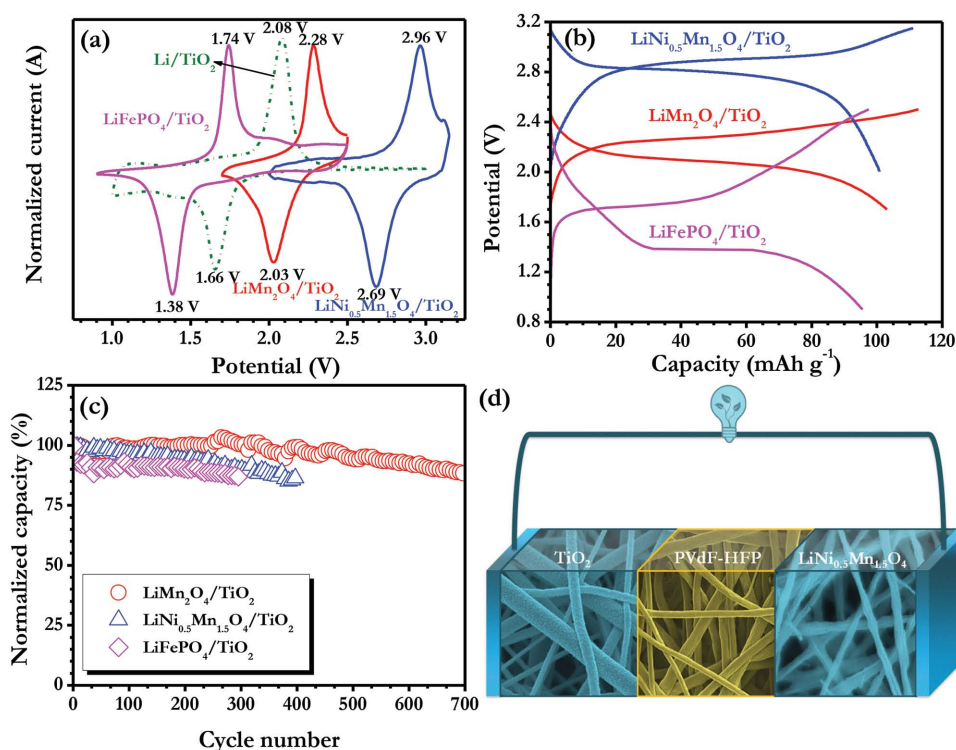 (a)
1.74 V
2.08 V
2.28 V
2.96 V
Li/TiO₂
LiFePO₄/TiO₂
1.38 V
1.66 V
2.03 V
LiMn₂O₄/TiO₂
2.69 V
LiNi₀.₅Mn₁.₅O₄/TiO₂
Normalized current (A)
1.0
1.5
2.0
2.5
3.0
Potential (V)
(b)
LiNi₀.₅Mn₁.₅O₄/TiO₂
LiMn₂O₄/TiO₂
LiFePO₄/TiO₂
Potential (V)
3.2
2.8
2.4
2.0
1.6
1.2
0.8
0
20
40
60
80
100
120
Capacity (mAh g⁻¹)
(c)
Normalized capacity (%)
125
100
75
50
25
0
LiMn₂O₄/TiO₂
LiNi₀.₅Mn₁.₅O₄/TiO₂
LiFePO₄/TiO₂
0
100
200
300
400
500
600
700
Cycle number
(d)
TiO₂
PVdF-HFP
LiNi₀.₅Mn₁.₅O₄